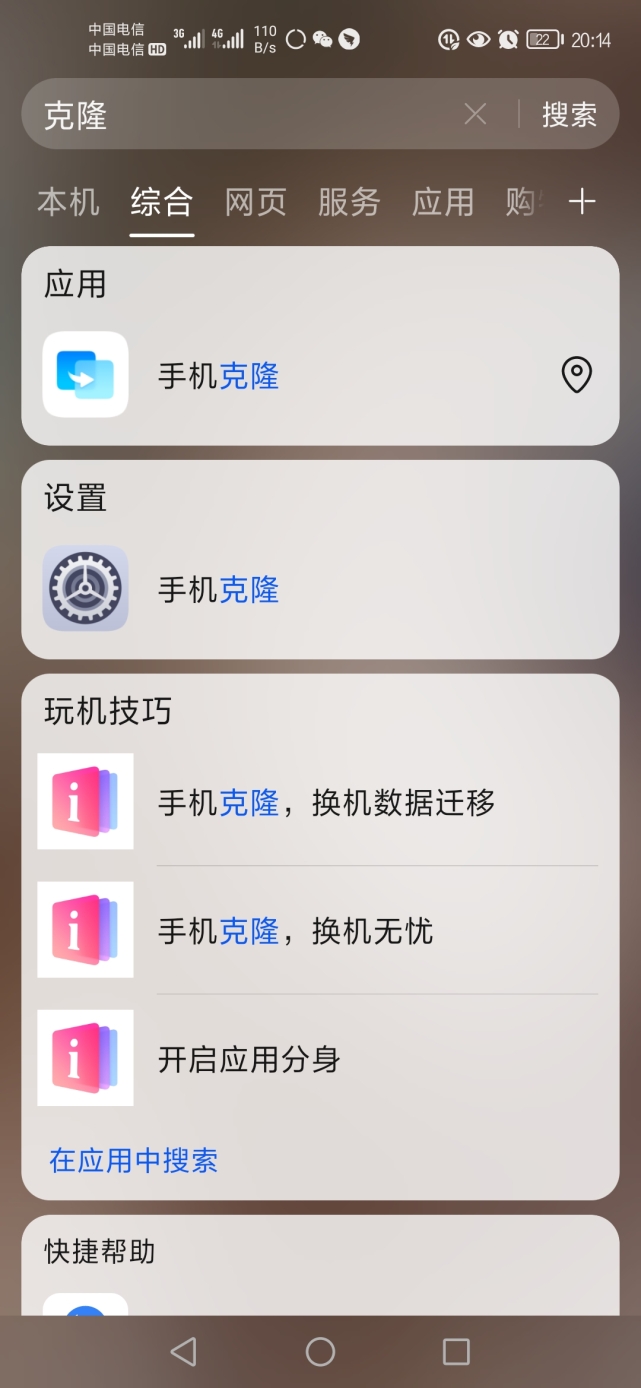 中国电信
中国电信 HD
3G
4G
110
B/s
22
20:14
克隆
搜索
本机 综合 网页 服务 应用 购
应用
手机克隆
设置
手机克隆
玩机技巧
手机克隆，换机数据迁移
手机克隆，换机无忧
开启应用分身
在应用中搜索
快捷帮助